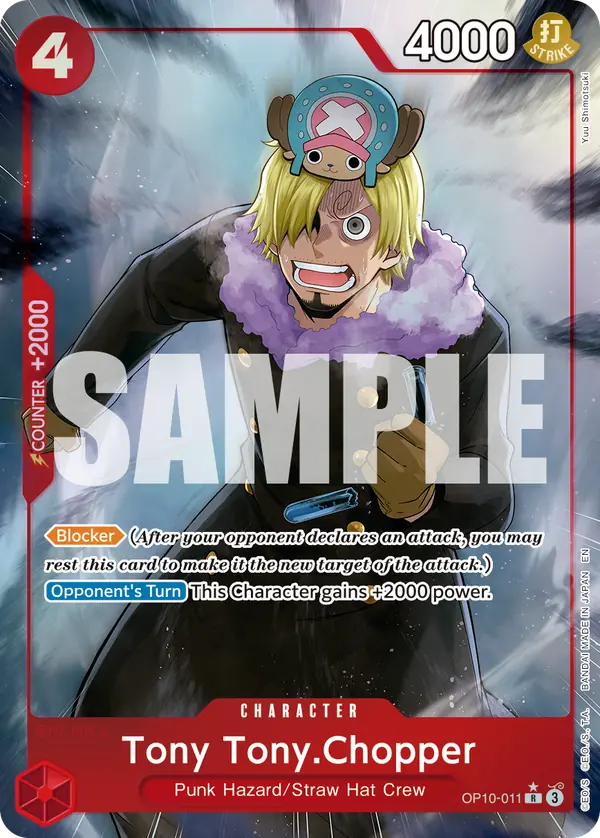 4
4000
打
STRIKE
Yuu Shimotsuki
COUNTER +2000
SAMPLE
Blocker (After your opponent declares an attack, you may
rest this card to make it the new target of the attack.)
Opponent's Turn This Character gains +2000 power.
CHARACTER
Tony Tony.Chopper
Punk Hazard/Straw Hat Crew
OP10-011 R 3
©EO/S ©E.O./S.,T.A. BANDAI MADE IN JAPAN EN